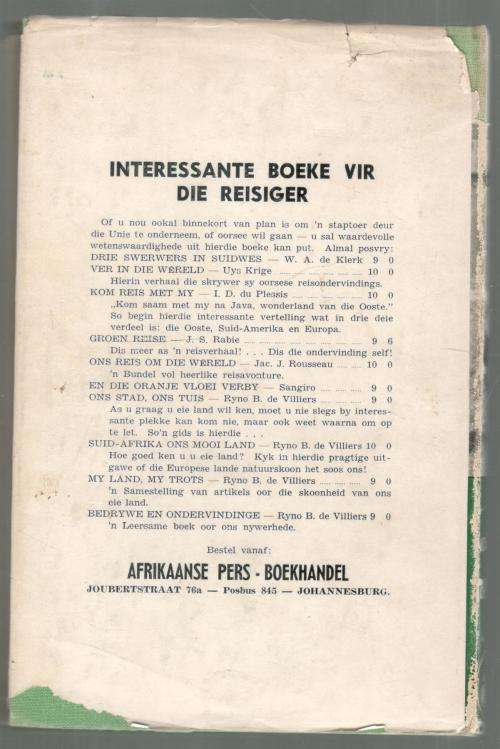 INTERESSANTE BOEKE VIR
DIE REISIGER
Of u nou ookal binnekort van plan is om 'n staptoer deur
die Unie te onderneem, of oorsee wil gaan — u sal waardevolle
wetenswaardighede uit hierdie boeke kan put. Almal posvry:
DRIE SWERWERS IN SUIDWES — W. A. de Klerk 9 0
VER IN DIE WÊRELD — Uys Krige .......................... 10 0
Hierin verhaal die skrywer sy oorsese reisondervindings.
KOM REIS MET MY — I. D. du Plessis ...................... 10 0
„Kom saam met my na Java, wonderland van die Ooste.”
So begin hierdie interessante vertelling wat in drie dele
verdeel is: die Ooste, Suid-Amerika en Europa.
GROEN REISE — J. S. Rabie .................................. 9 6
Dis meer as 'n reisverhaal! . . . Dis die ondervinding self!
ONS REIS OM DIE WÊRELD — Jac. J. Rousseau ...... 10 0
'n Bundel vol heerlike reisavonture.
EN DIE ORANJE VLOEI VERBY — Sangiro ............ 9 0
ONS STAD, ONS TUIS — Ryno B. de Villiers ............ 9 0
As u graag u eie land wil ken, moet u nie slegs by interes-
sante plekke kan kom nie, maar ook weet waarna om op
te let. So'n gids is hierdie . . .
SUID-AFRIKA ONS MOOI LAND — Ryno B. de Villiers 10 0
Hoe goed ken u u eie land? Kyk in hierdie pragtige uit-
gawe of die Europese lande natuurskoon het soos ons!
MY LAND, MY TROTS — Ryno B. de Villiers ............ 9 0
'n Samestelling van artikels oor die skoonheid van ons
eie land.
BEDRYWE EN ONDERVINDINGE — Ryno B. de Villiers 9 0
'n Leersame boek oor ons nywerhede.
Bestel vanaf:
AFRIKAANSE PERS - BOEKHANDEL
JOUBERTSTRAAT 76a — Posbus 845 — JOHANNESBURG.